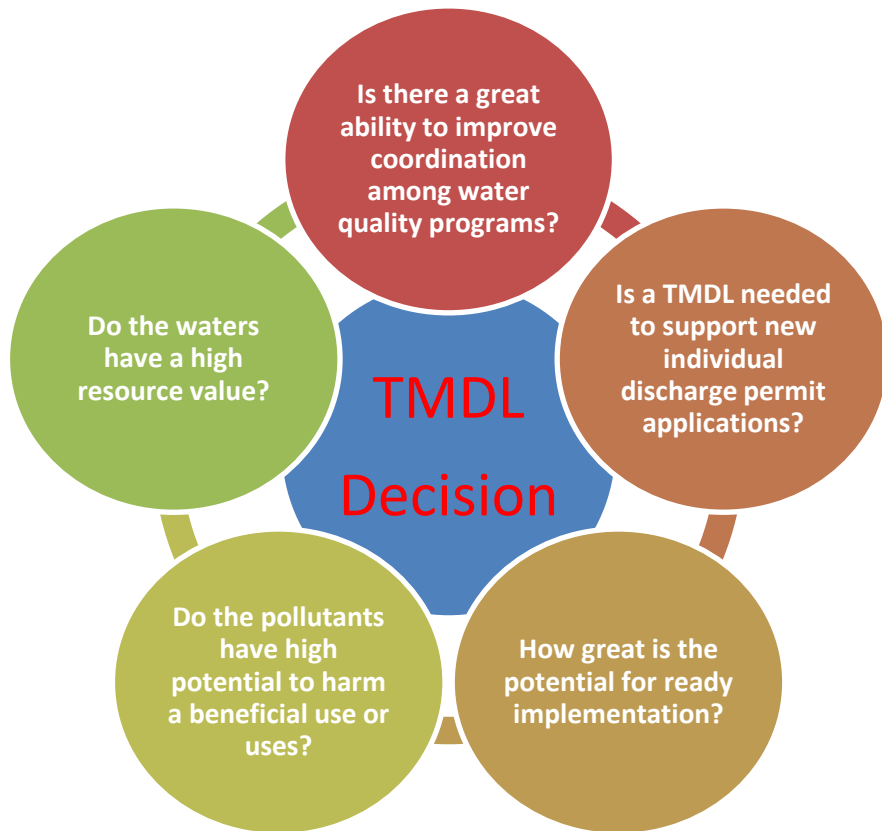 Is there a great
ability to improve
coordination
among water
quality programs?
Is a TMDL needed
to support new
individual
discharge permit
applications?
How great is the
potential for ready
implementation?
Do the pollutants
have high
potential to harm
a beneficial use or
uses?
Do the waters
have a high
resource value?
TMDL
Decision